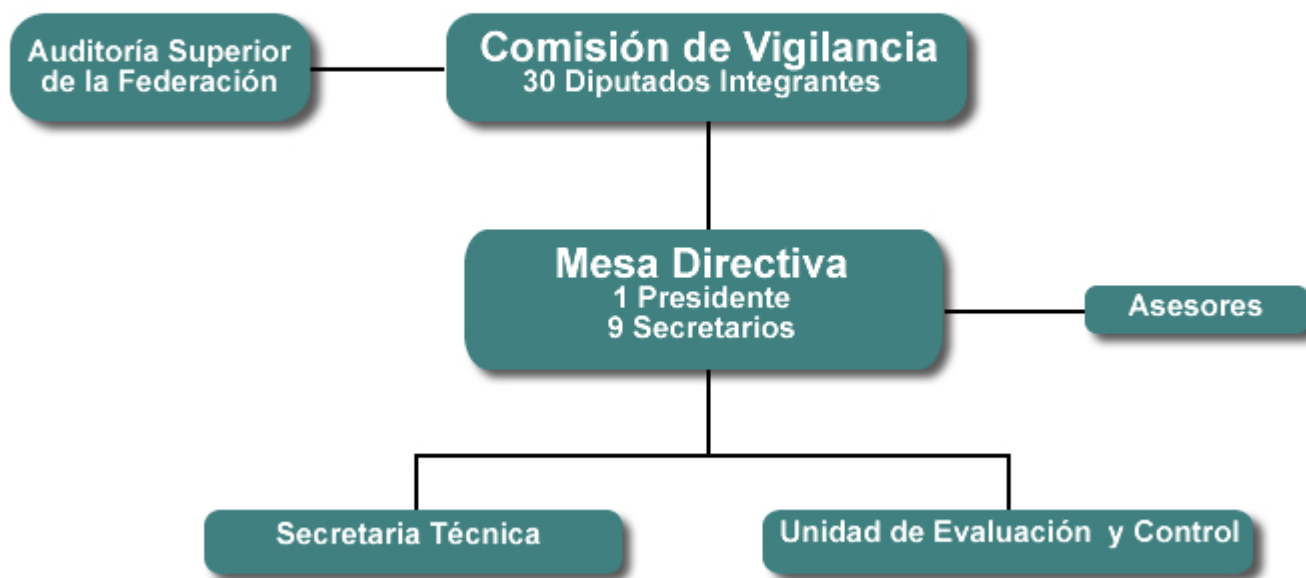 Auditoría Superior
de la Federación
Comisión de Vigilancia
30 Diputados Integrantes
Mesa Directiva
1 Presidente
9 Secretarios
Asesores
Secretaria Técnica
Unidad de Evaluación y Control